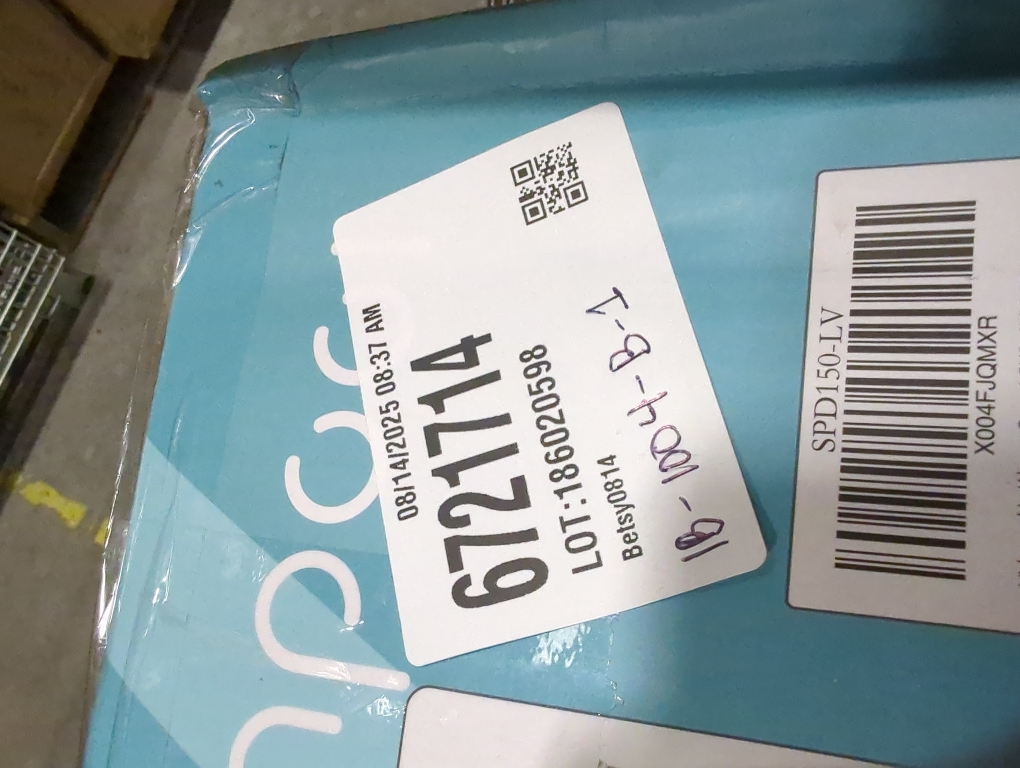 08/14/2025 08:37 AM
6721714
LOT:186020598
Betsy0814
1B-1004-B-1
SPD150-LV
X004FJQMXR